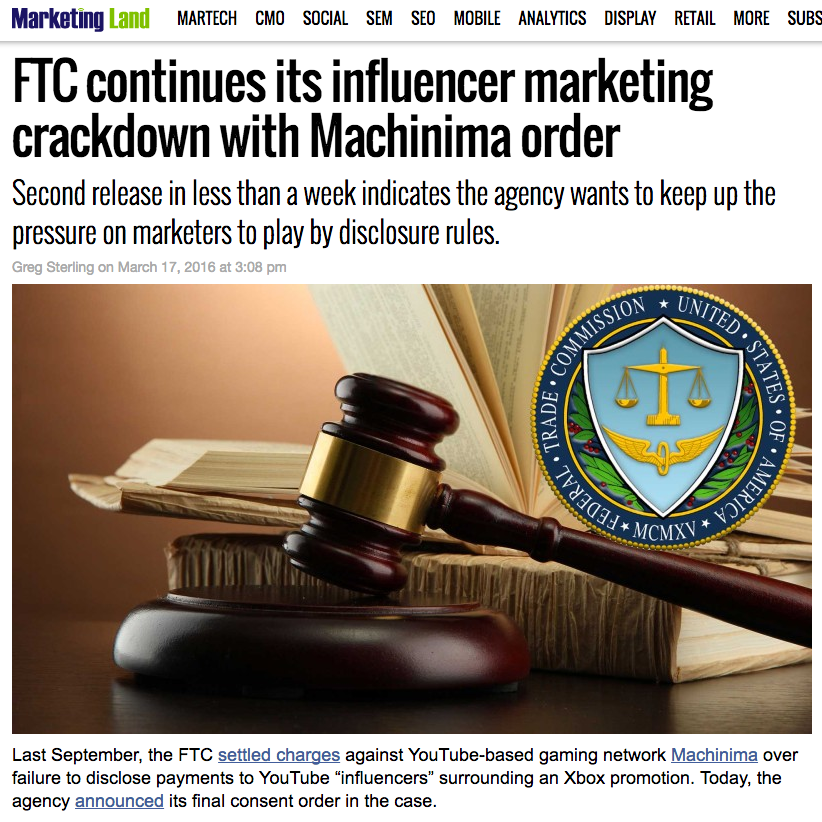 Marketing Land
MARTECH CMO SOCIAL SEM SEO MOBILE ANALYTICS DISPLAY RETAIL MORE SUBS
FTC continues its influencer marketing
crackdown with Machinima order
Second release in less than a week indicates the agency wants to keep up the
pressure on marketers to play by disclosure rules.
Greg Sterling on March 17, 2016 at 3:08 pm
FEDERAL • TRADE • COMMISSION ★ UNITED • STATES • OF • AMERICA ★ MCMXV ★
Last September, the FTC settled charges against YouTube-based gaming network Machinima over
failure to disclose payments to YouTube “influencers” surrounding an Xbox promotion. Today, the
agency announced its final consent order in the case.